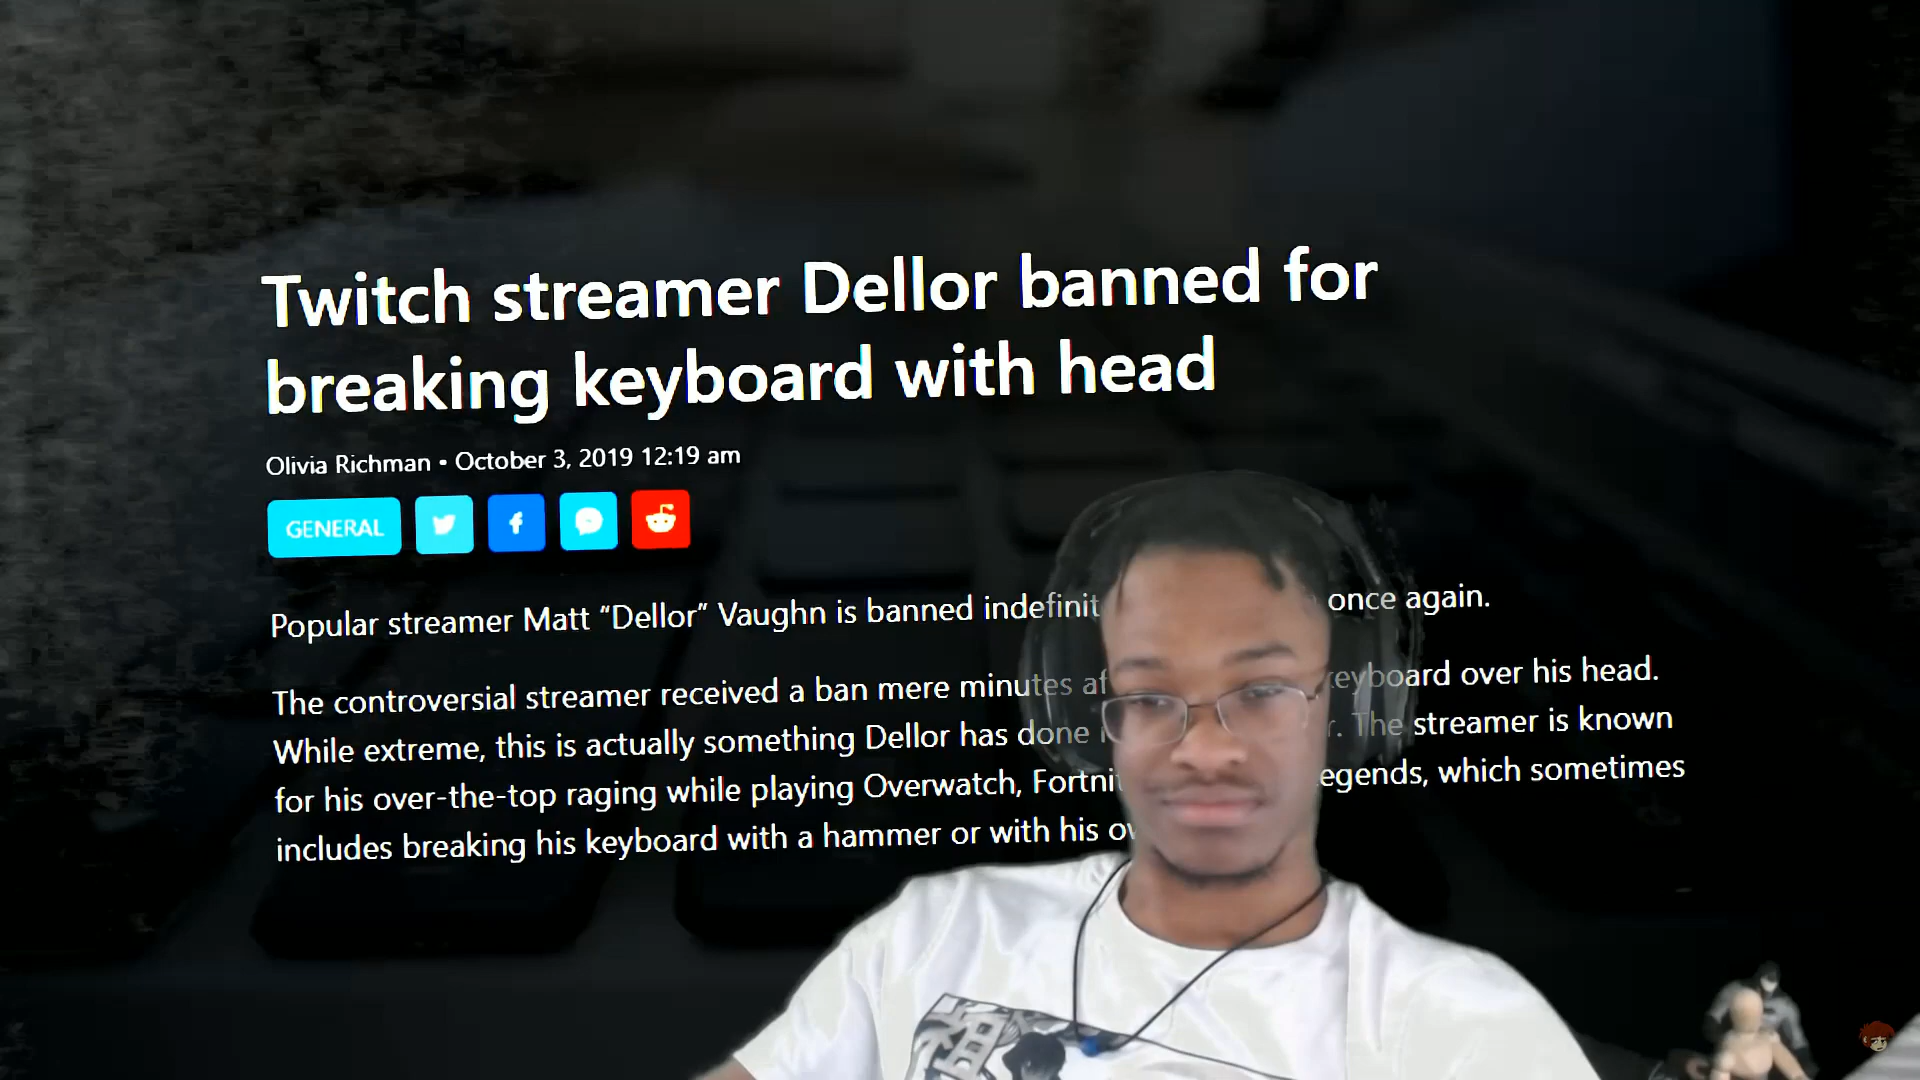 Twitch streamer Dellor banned for
breaking keyboard with head
Olivia Richman • October 3, 2019 12:19 am
GENERAL
Popular streamer Matt “Dellor” Vaughn is banned indefinit once again.
The controversial streamer received a ban mere minutes af keyboard over his head.
While extreme, this is actually something Dellor has done r. The streamer is known
for his over-the-top raging while playing Overwatch, Fortni egends, which sometimes
includes breaking his keyboard with a hammer or with his ow